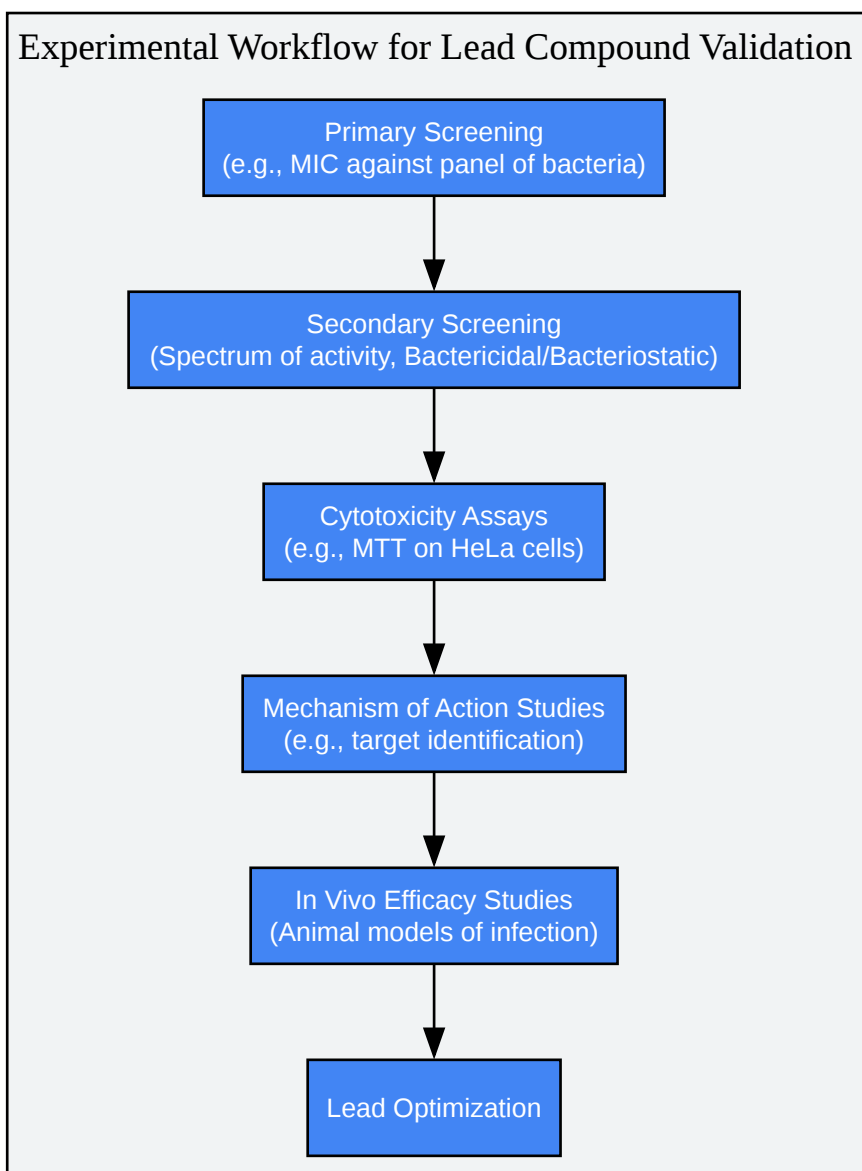 Experimental Workflow for Lead Compound Validation
Primary Screening
(e.g., MIC against panel of bacteria)
Secondary Screening
(Spectrum of activity, Bactericidal/Bacteriostatic)
Cytotoxicity Assays
(e.g., MTT on HeLa cells)
Mechanism of Action Studies
(e.g., target identification)
In Vivo Efficacy Studies
(Animal models of infection)
Lead Optimization